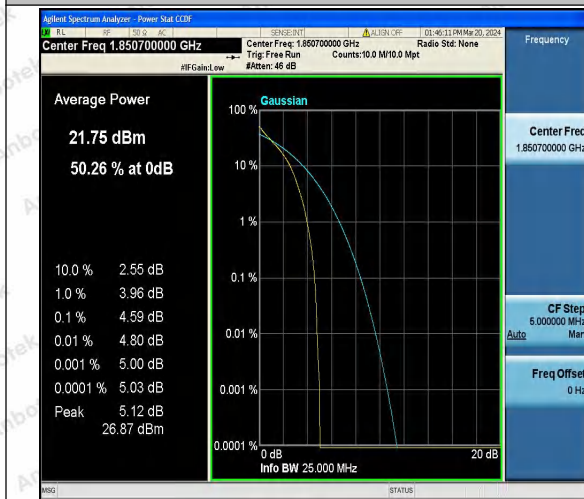 Agilent Spectrum Analyzer - Power Stat CCDF
RL RF 50 Ω AC SENSE:INT ALIGN OFF 01:46:11 PM Mar 20, 2024
Center Freq 1.850700000 GHz
Center Freq: 1.850700000 GHz Radio Std: None
Trig: Free Run Counts:10.0 M/10.0 Mpt
#IFGain:Low #Atten: 46 dB
Frequency
Average Power
21.75 dBm
50.26 % at 0dB
10.0 % 2.55 dB
1.0 % 3.96 dB
0.1 % 4.59 dB
0.01 % 4.80 dB
0.001 % 5.00 dB
0.0001 % 5.03 dB
Peak 5.12 dB
26.87 dBm
Gaussian
100 %
10 %
1 %
0.1 %
0.01 %
0.001 %
0.0001 %
0 dB 20 dB
Info BW 25.000 MHz
Center Freq
1.850700000 GHz
CF Step
5.000000 MHz
Auto Man
Freq Offset
0 Hz
MSG STATUS